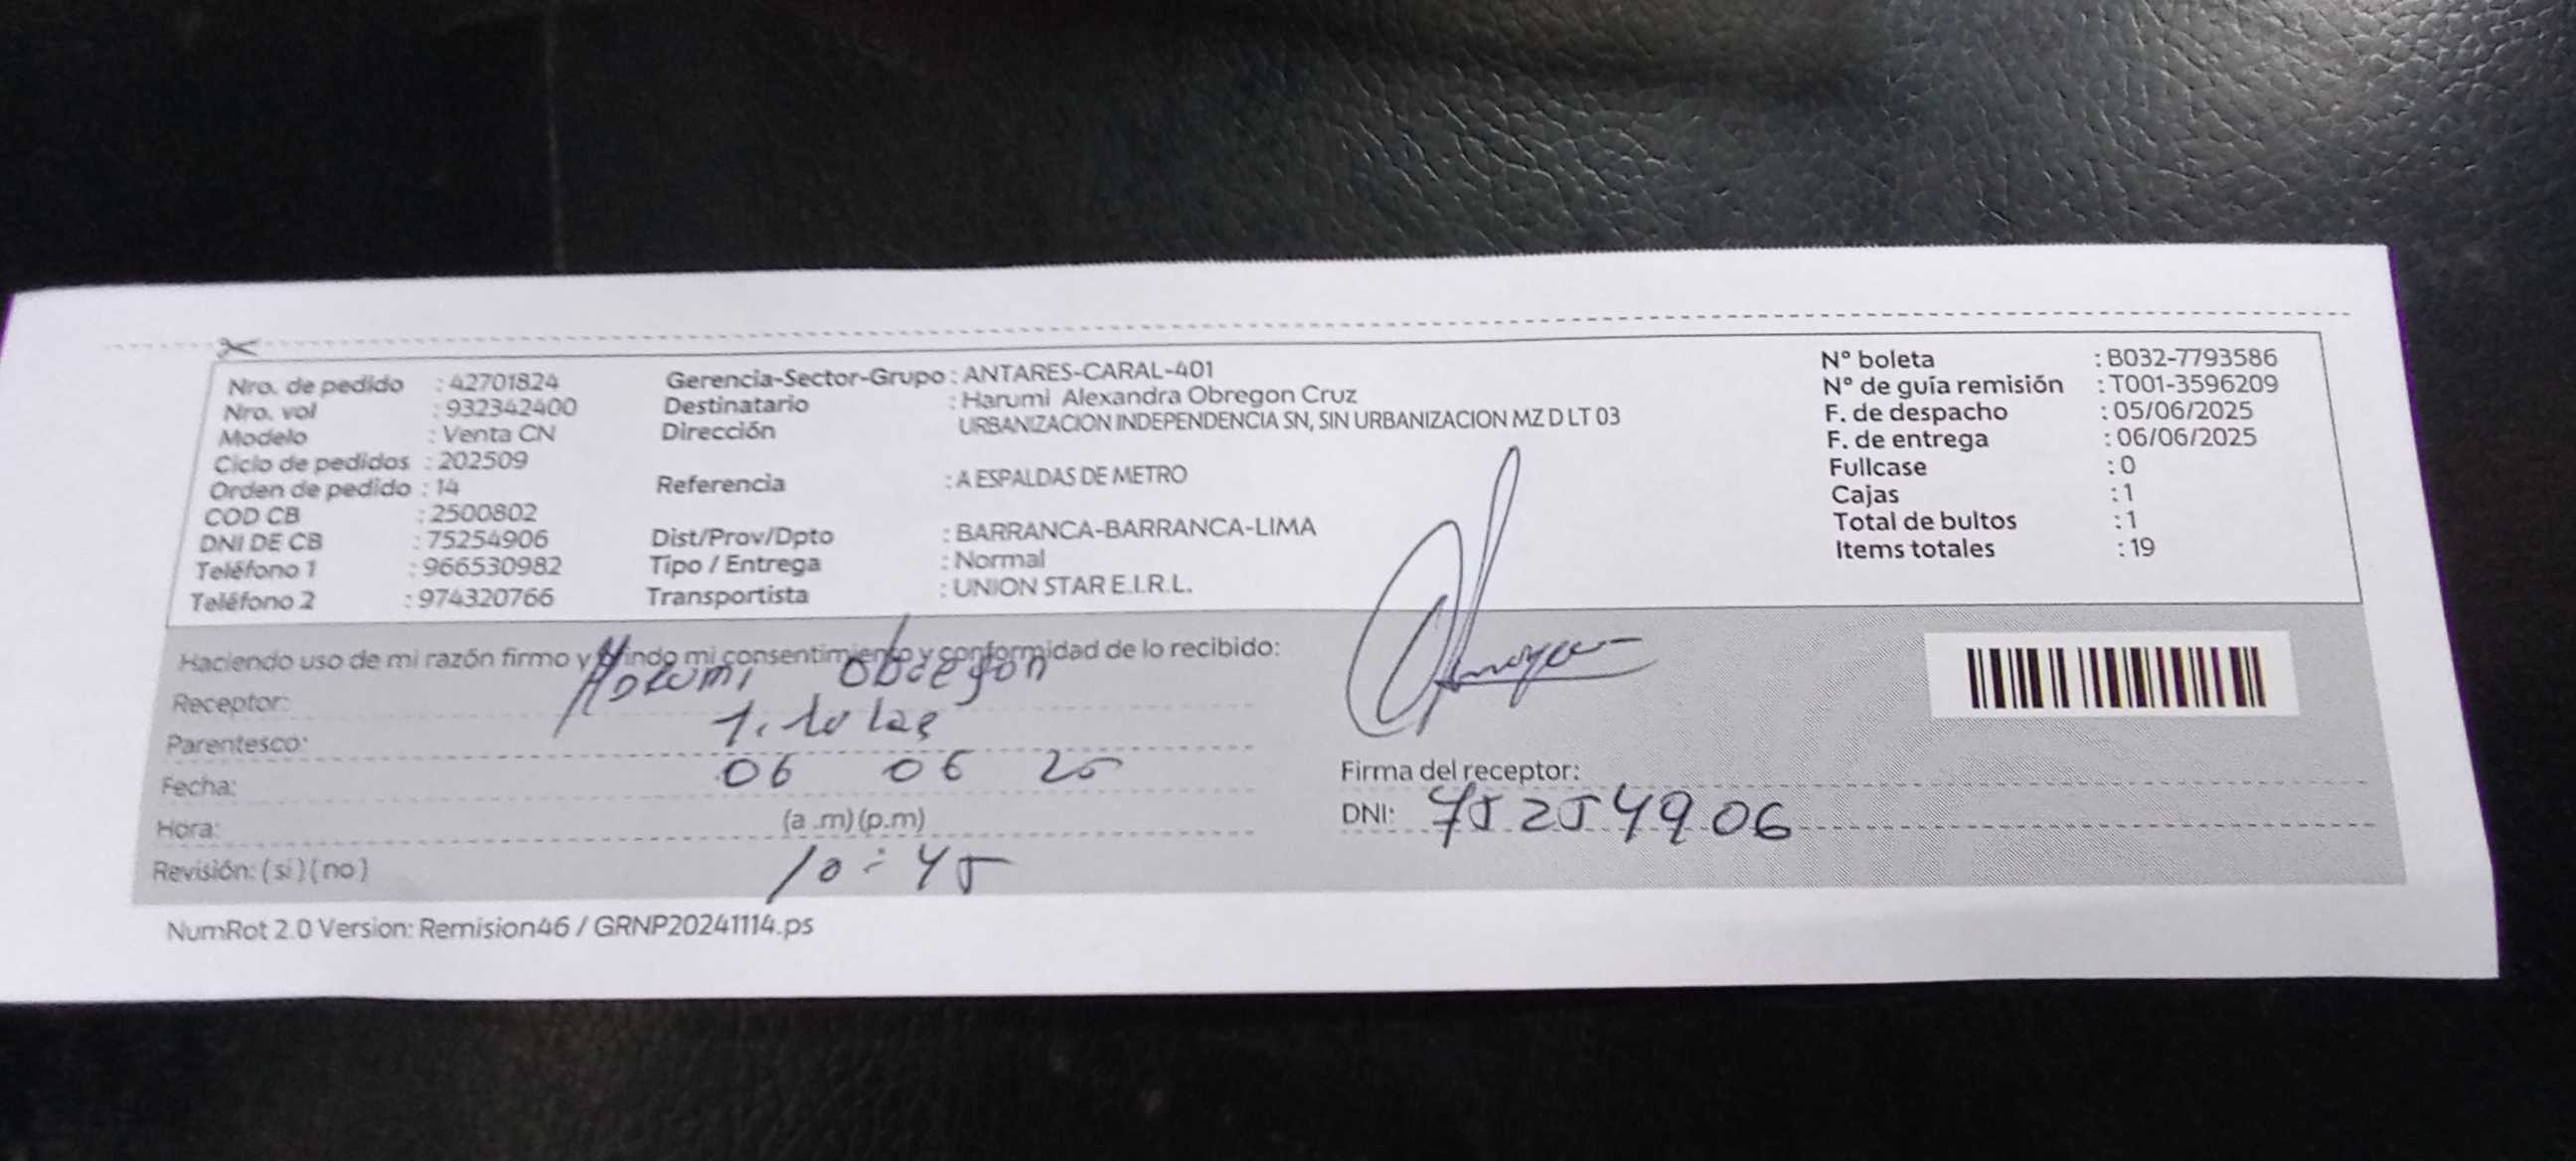 Nro. de pedido : 42701824
Nro. vol : 932342400
Modelo : Venta CN
Ciclo de pedidos : 202509
Orden de pedido : 14
COD CB : 2500802
DNI DE CB : 75254906
Teléfono 1 : 966530982
Teléfono 2 : 974320766
Gerencia-Sector-Grupo : ANTARES-CARAL-401
Destinatario : Harumi Alexandra Obregon Cruz
Dirección URBANIZACION INDEPENDENCIA SN, SIN URBANIZACION MZ D LT 03
Referencia : A ESPALDAS DE METRO
Dist/Prov/Dpto : BARRANCA-BARRANCA-LIMA
Tipo / Entrega : Normal
Transportista : UNION STAR E.I.R.L.
N° boleta : B032-7793586
N° de guía remisión : T001-3596209
F. de despacho : 05/06/2025
F. de entrega : 06/06/2025
Fullcase : 0
Cajas : 1
Total de bultos : 1
Items totales : 19
Haciendo uso de mi razón firmo y brindo mi consentimiento y conformidad de lo recibido:
Receptor: Harumi Obregon
Parentesco:
Fecha: 06 06 25
Hora: (a .m) (p.m)
10:45
Revisión: ( si ) ( no )
Firma del receptor:
DNI: 75254906
NumRot 2.0 Version: Remision46 / GRNP20241114.ps